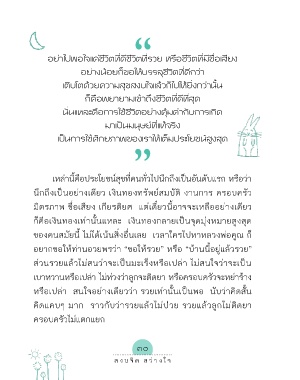 “
อย่าไปพอใจแค่ชีวิตที่ดีชีวิตที่รวย หรือชีวิตที่มีชื่อเสียง
อย่างน้อยก็ขอให้บรรลุชีวิตที่ดีกว่า
เติบโตด้วยความสุขสงบใจแล้วก็ไปให้ยิ่งกว่านั้น
ก็คือพยายามเข้าถึงชีวิตที่ดีที่สุด
นั่นแหละคือการใช้ชีวิตอย่างคุ้มค่ากับการเกิด
มาเป็นมนุษย์ที่แท้จริง
เป็นการใช้ศักยภาพของเราให้เต็มประโยชน์สูงสุด
”
เหล่านี้คือประโยชน์สุขที่คนทั่วไปนึกถึงเป็นอันดับแรก หรือว่า
นึกถึงเป็นอย่างเดียว เงินทองทรัพย์สมบัติ งานการ ครอบครัว
มิตรภาพ ชื่อเสียง เกียรติยศ แต่เดี๋ยวนี้อาจจะเหลืออย่างเดียว
ก็คือเงินทองเท่านั้นแหละ เงินทองกลายเป็นจุดมุ่งหมายสูงสุด
ของคนสมัยนี้ ไม่ได้เน้นสิ่งอื่นเลย เวลาใครไปหาหลวงพ่อคูณ ก็
อยากขอให้ท่านอวยพรว่า “ขอให้รวย” หรือ “บ้านนี้อยู่แล้วรวย”
ส่วนรวยแล้วไม่สนว่าจะเป็นมะเร็งหรือเปล่า ไม่สนใจว่าจะเป็น
เบาหวานหรือเปล่า ไม่ห่วงว่าลูกจะติดยา หรือครอบครัวจะหย่าร้าง
หรือเปล่า สนใจอย่างเดียวว่า รวยเท่านั้นเป็นพอ นับว่าคิดสั้น
คิดแคบๆ มาก ราวกับว่ารวยแล้วไม่ป่วย รวยแล้วลูกไม่ติดยา
ครอบครัวไม่แตกแยก
๓๐
สงบจิต สว่างใจ